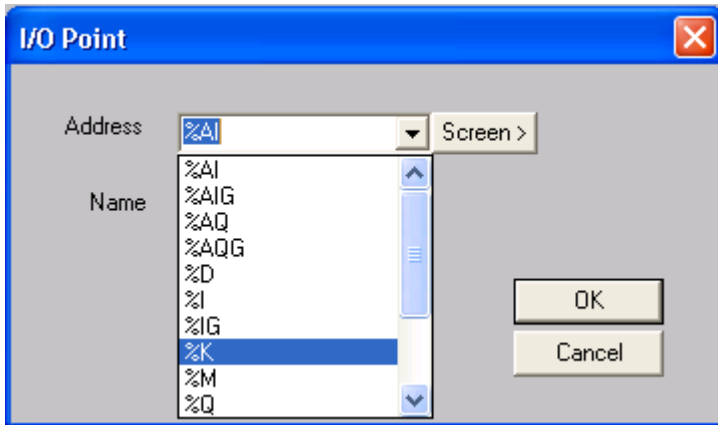 I/O Point
Address %AI Screen >
Name
%AI
%AIG
%AQ
%AQG
%D
%I
%IG
%K
%M
%Q
OK
Cancel